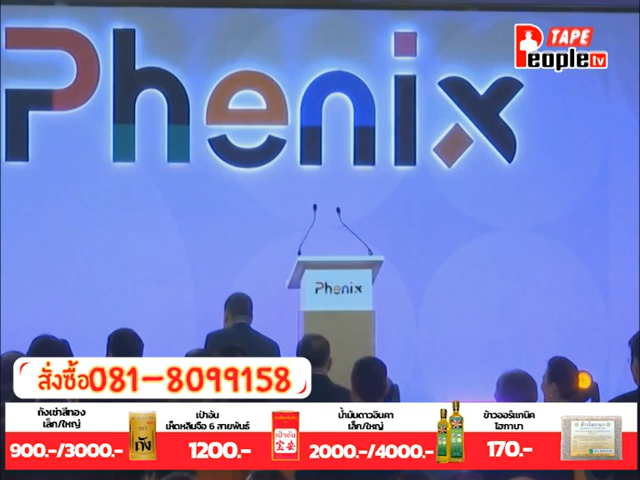 Phenix
TAPE
People tv
Phenix
สั่งซื้อ081-8099158
ถังเช่าสีทอง
เล็ก/ใหญ่
900.-/3000.-
เป่าอัน
เห็ดหลินจือ 6 สายพันธ์
1200.-
น้ำมันดาวอินคา
เล็ก/ใหญ่
2000.-/4000.-
ข้าวออร์แกนิค
โฮกาบา
170.-